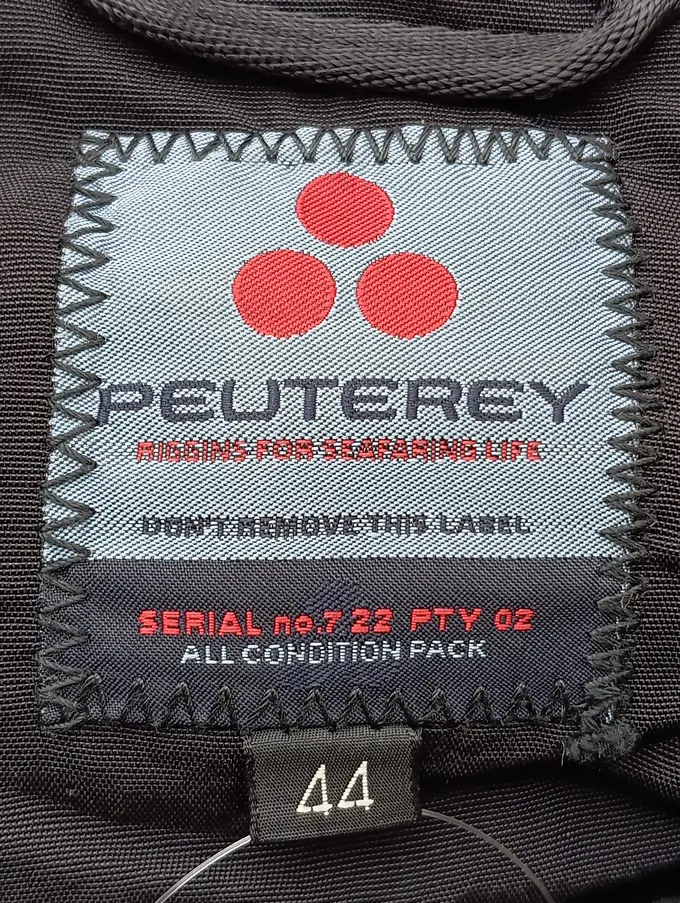 PEUTEREY
RIGGINS FOR SEAFARING LIFE
DON'T REMOVE THIS LABEL
SERIAL no.7 22 PTY 02
ALL CONDITION PACK
44